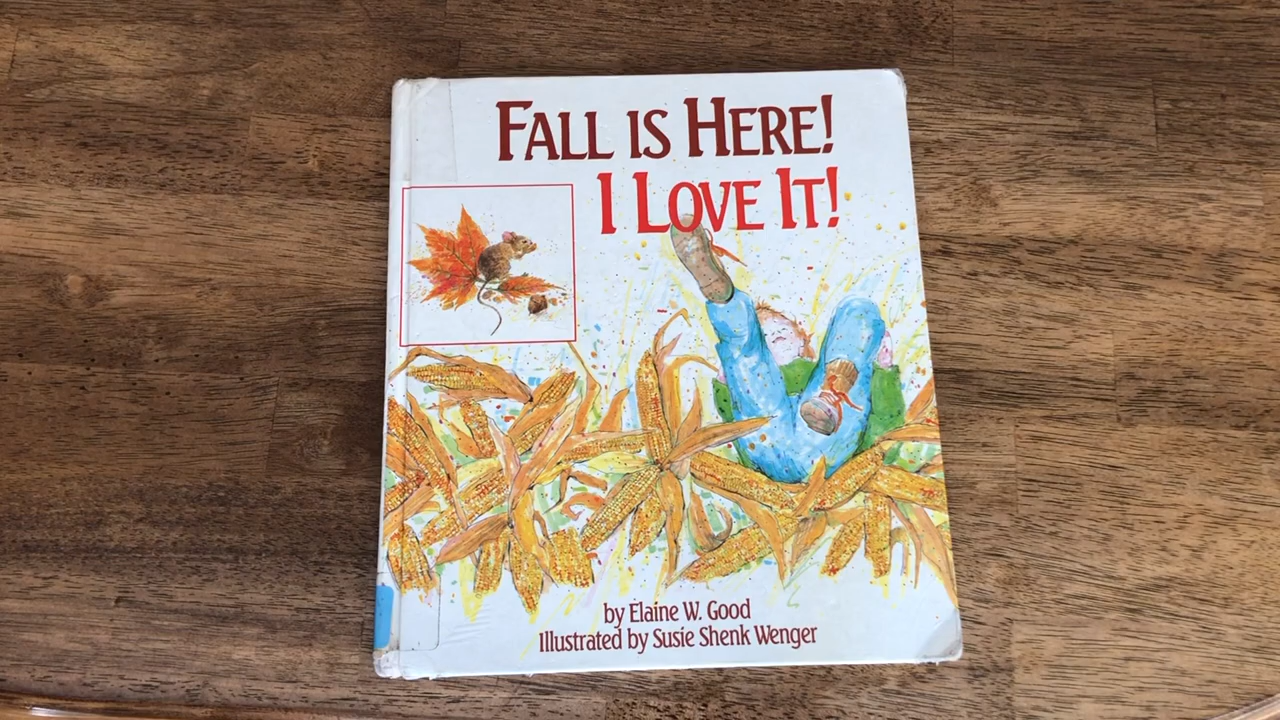 FALL IS HERE!
I LOVE IT!
by Elaine W. Good
Illustrated by Susie Shenk Wenger